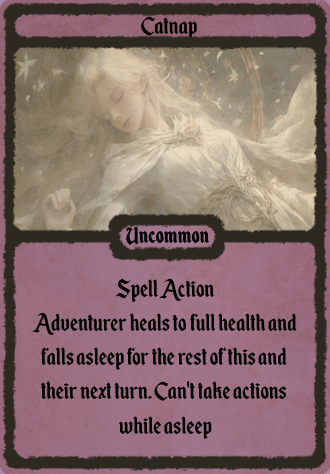 Catnap
Uncommon
Spell Action
Adventurer heals to full health and
falls asleep for the rest of this and
their next turn. Can't take actions
while asleep